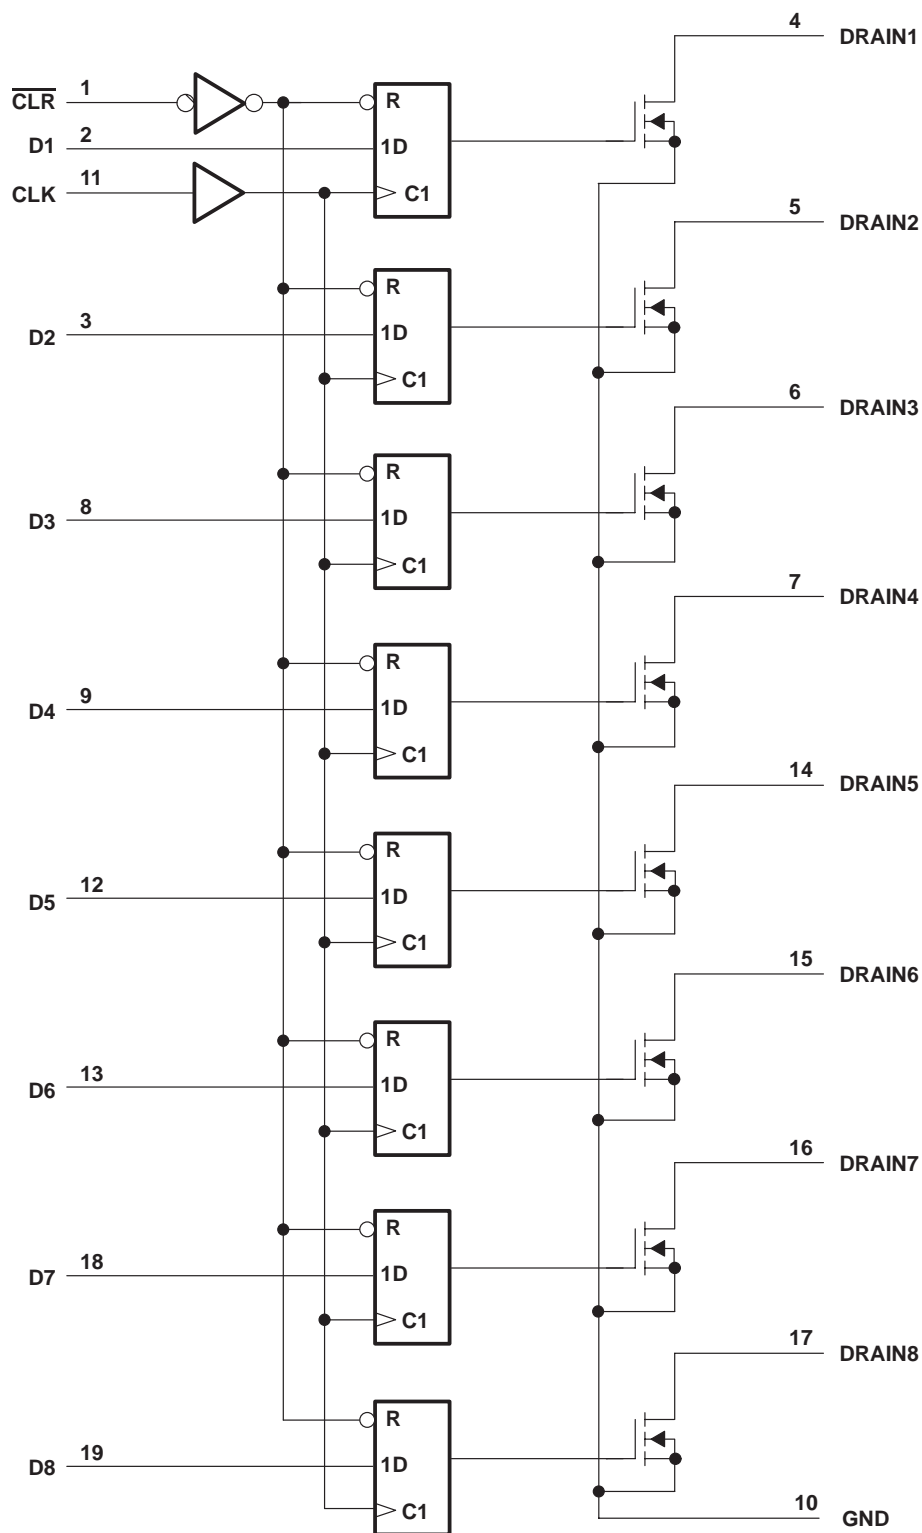 4 DRAIN1
CLR 1 R
D1 2 1D
CLK 11 C1
5 DRAIN2
R
D2 3 1D
C1
6 DRAIN3
R
D3 8 1D
C1
7 DRAIN4
R
D4 9 1D
C1
14 DRAIN5
R
D5 12 1D
C1
15 DRAIN6
R
D6 13 1D
C1
16 DRAIN7
R
D7 18 1D
C1
17 DRAIN8
R
D8 19 1D
C1
10 GND